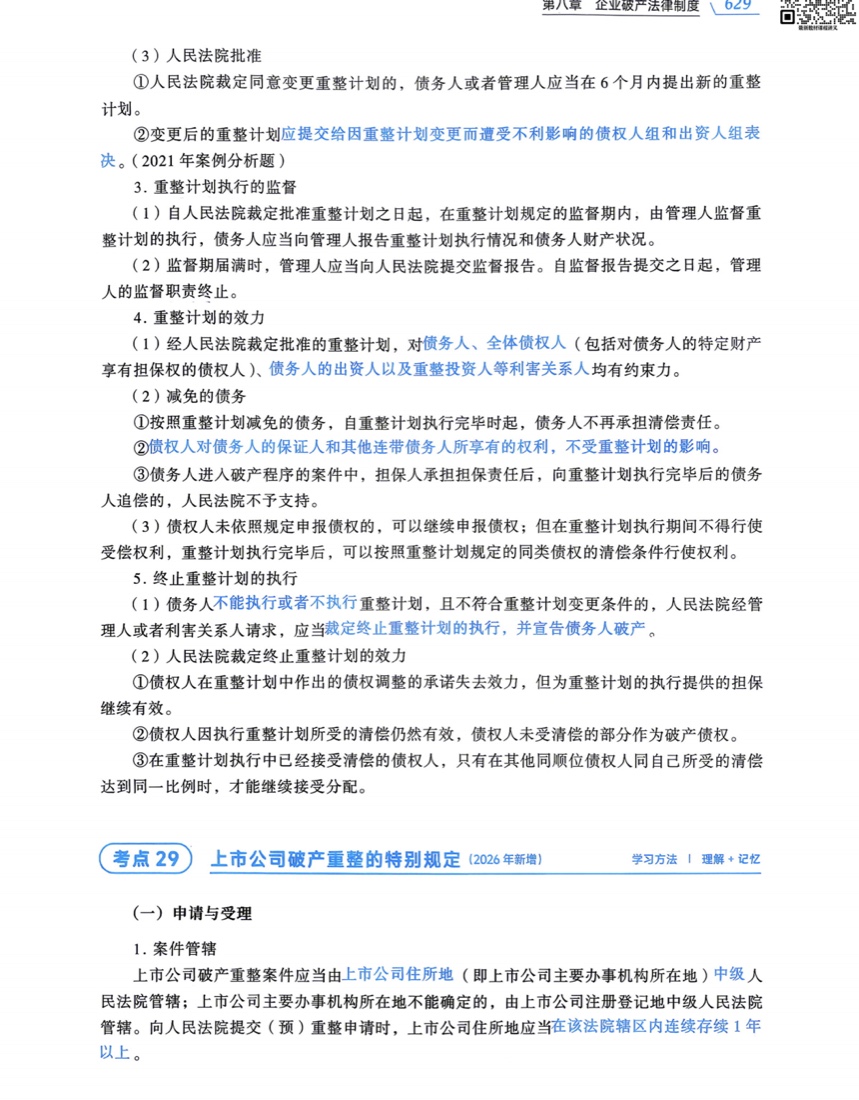 第八章 企业破产法律制度 629
（3）人民法院批准
①人民法院裁定同意变更重整计划的，债务人或者管理人应当在 6 个月内提出新的重整
计划。
②变更后的重整计划应提交给因重整计划变更而遭受不利影响的债权人组和出资人组表
决。（2021 年案例分析题）
3. 重整计划执行的监督
（1）自人民法院裁定批准重整计划之日起，在重整计划规定的监督期内，由管理人监督重
整计划的执行，债务人应当向管理人报告重整计划执行情况和债务人财产状况。
（2）监督期届满时，管理人应当向人民法院提交监督报告。自监督报告提交之日起，管理
人的监督职责终止。
4. 重整计划的效力
（1）经人民法院裁定批准的重整计划，对债务人、全体债权人（包括对债务人的特定财产
享有担保权的债权人）、债务人的出资人以及重整投资人等利害关系人均有约束力。
（2）减免的债务
①按照重整计划减免的债务，自重整计划执行完毕时起，债务人不再承担清偿责任。
②债权人对债务人的保证人和其他连带债务人所享有的权利，不受重整计划的影响。
③债务人进入破产程序的案件中，担保人承担担保责任后，向重整计划执行完毕后的债务
人追偿的，人民法院不予支持。
（3）债权人未依照规定申报债权的，可以继续申报债权；但在重整计划执行期间不得行使
受偿权利，重整计划执行完毕后，可以按照重整计划规定的同类债权的清偿条件行使权利。
5. 终止重整计划的执行
（1）债务人不能执行或者不执行重整计划，且不符合重整计划变更条件的，人民法院经管
理人或者利害关系人请求，应当裁定终止重整计划的执行，并宣告债务人破产。
（2）人民法院裁定终止重整计划的效力
①债权人在重整计划中作出的债权调整的承诺失去效力，但为重整计划的执行提供的担保
继续有效。
②债权人因执行重整计划所受的清偿仍然有效，债权人未受清偿的部分作为破产债权。
③在重整计划执行中已经接受清偿的债权人，只有在其他同顺位债权人同自己所受的清偿
达到同一比例时，才能继续接受分配。
考点 29 上市公司破产重整的特别规定（2026 年新增） 学习方法 | 理解 + 记忆
（一）申请与受理
1. 案件管辖
上市公司破产重整案件应当由上市公司住所地（即上市公司主要办事机构所在地）中级人
民法院管辖；上市公司主要办事机构所在地不能确定的，由上市公司注册登记地中级人民法院
管辖。向人民法院提交（预）重整申请时，上市公司住所地应当在该法院辖区内连续存续 1 年
以上。